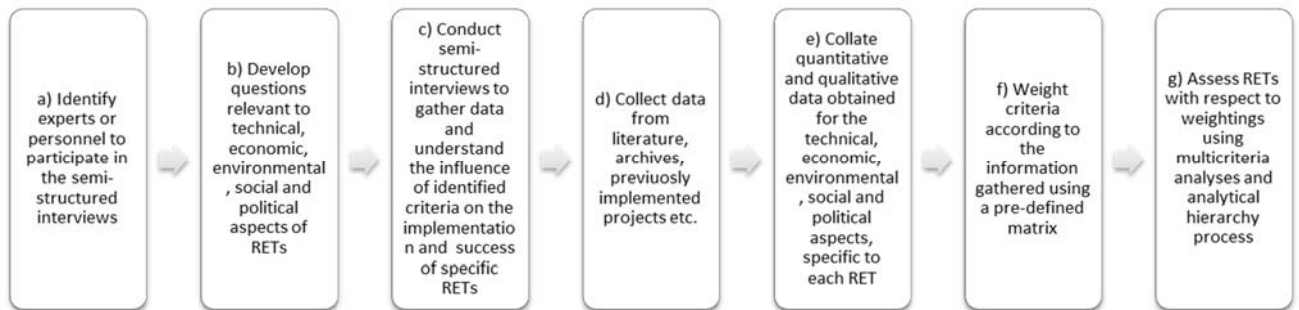 a) Identify
experts or
personnel to
participate in
the semi-
structured
interviews
b) Develop
questions
relevant to
technical,
economic,
environmental
, social and
political
aspects of
RETs
c) Conduct
semi-
structured
interviews to
gather data
and
understand
the influence
of identified
criteria on the
implementatio
n and success
of specific
RETs
d) Collect data
from
literature,
archives,
previuosly
implemented
projects etc.
e) Collate
quantitative
and qualitative
data obtained
for the
technical,
economic,
environmental
, social and
political
aspects,
specific to
each RET
f) Weight
criteria
according to
the
information
gathered using
a pre-defined
matrix
g) Assess RETs
with respect to
weightings
using
multicriteria
analyses and
analytical
hierarchy
process